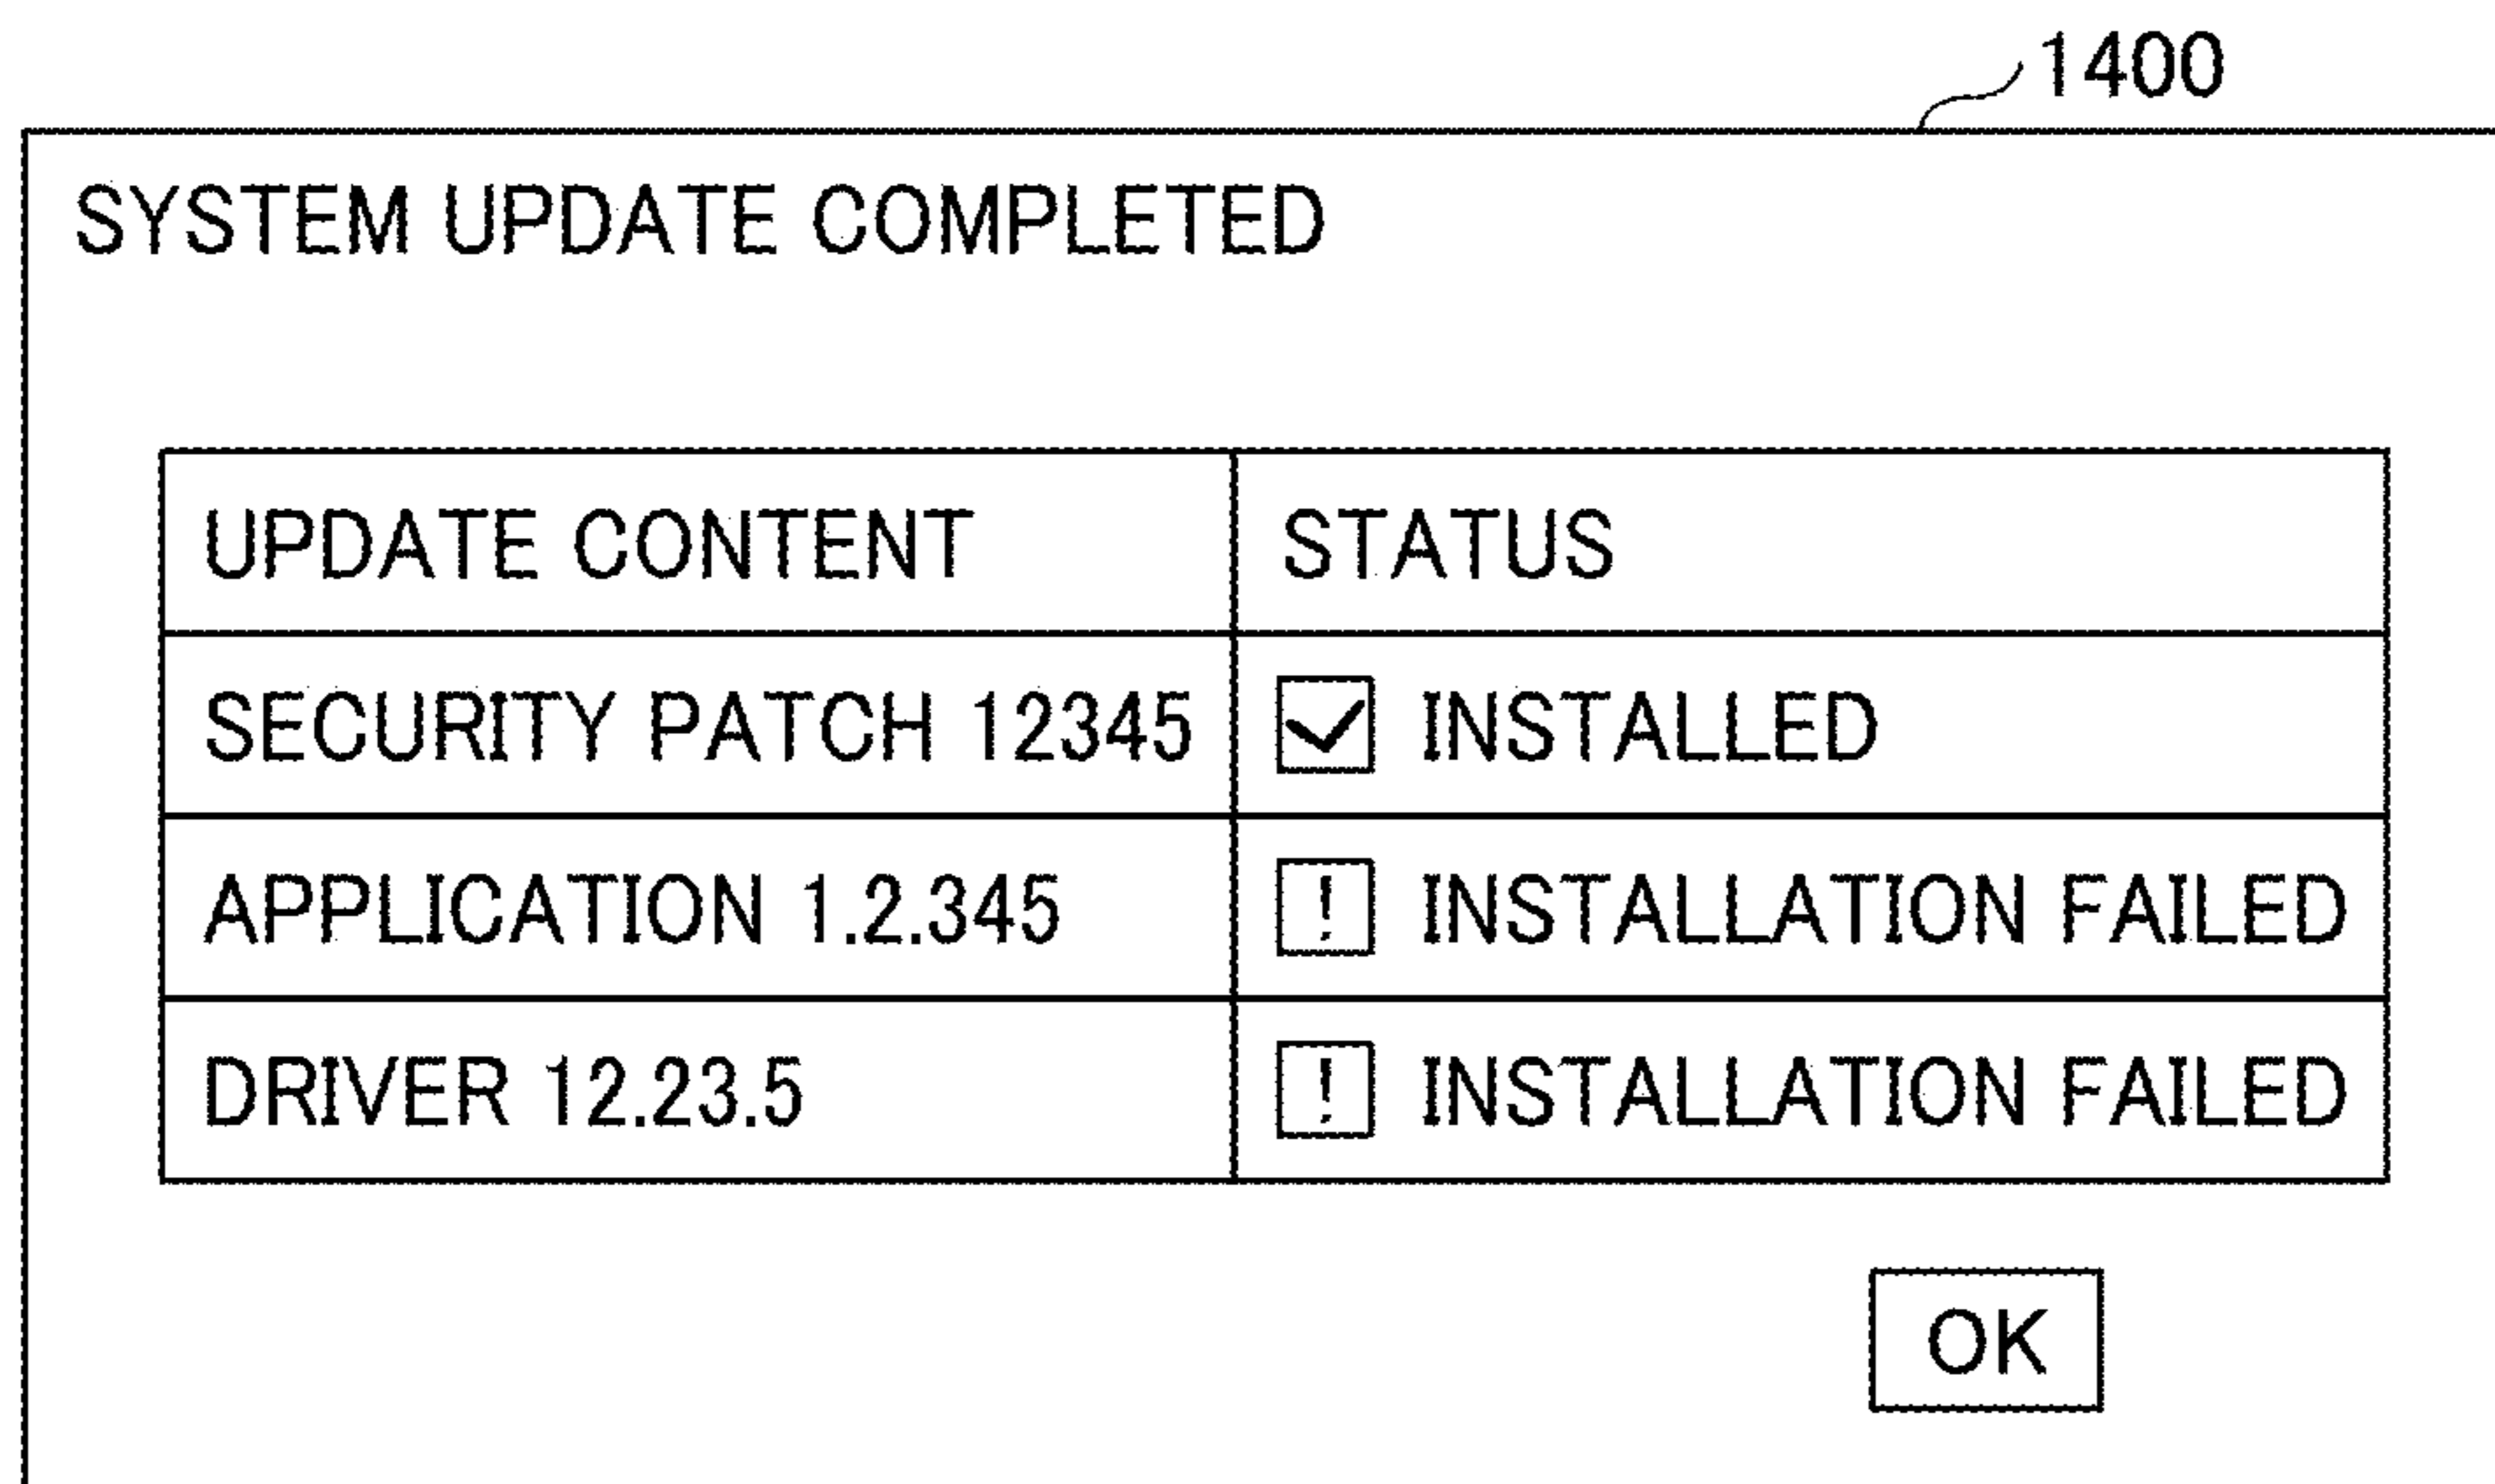 1400
SYSTEM UPDATE COMPLETED
UPDATE CONTENT STATUS
SECURITY PATCH 12345 INSTALLED
APPLICATION 1.2.345 ! INSTALLATION FAILED
DRIVER 12.23.5 ! INSTALLATION FAILED
OK